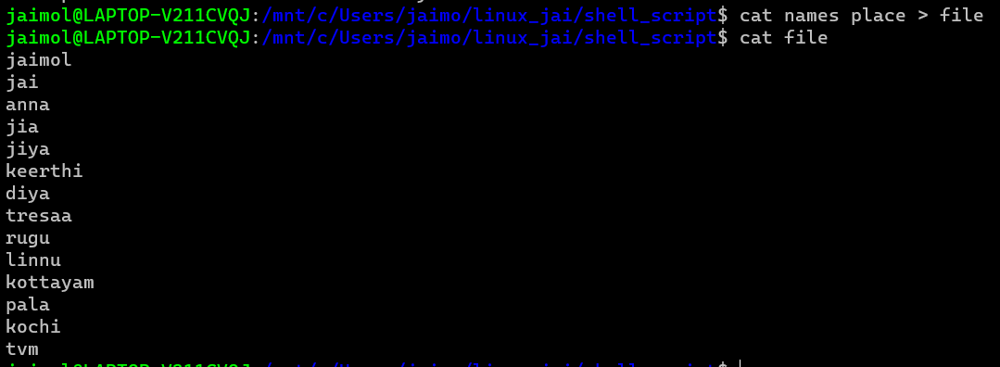 jaimol@LAPTOP-V211CVQJ:/mnt/c/Users/jaimo/linux_jai/shell_script$ cat names place > file
jaimol@LAPTOP-V211CVQJ:/mnt/c/Users/jaimo/linux_jai/shell_script$ cat file
jaimol
jai
anna
jia
jiya
keerthi
diya
tresaa
rugu
linnu
kottayam
pala
kochi
tvm